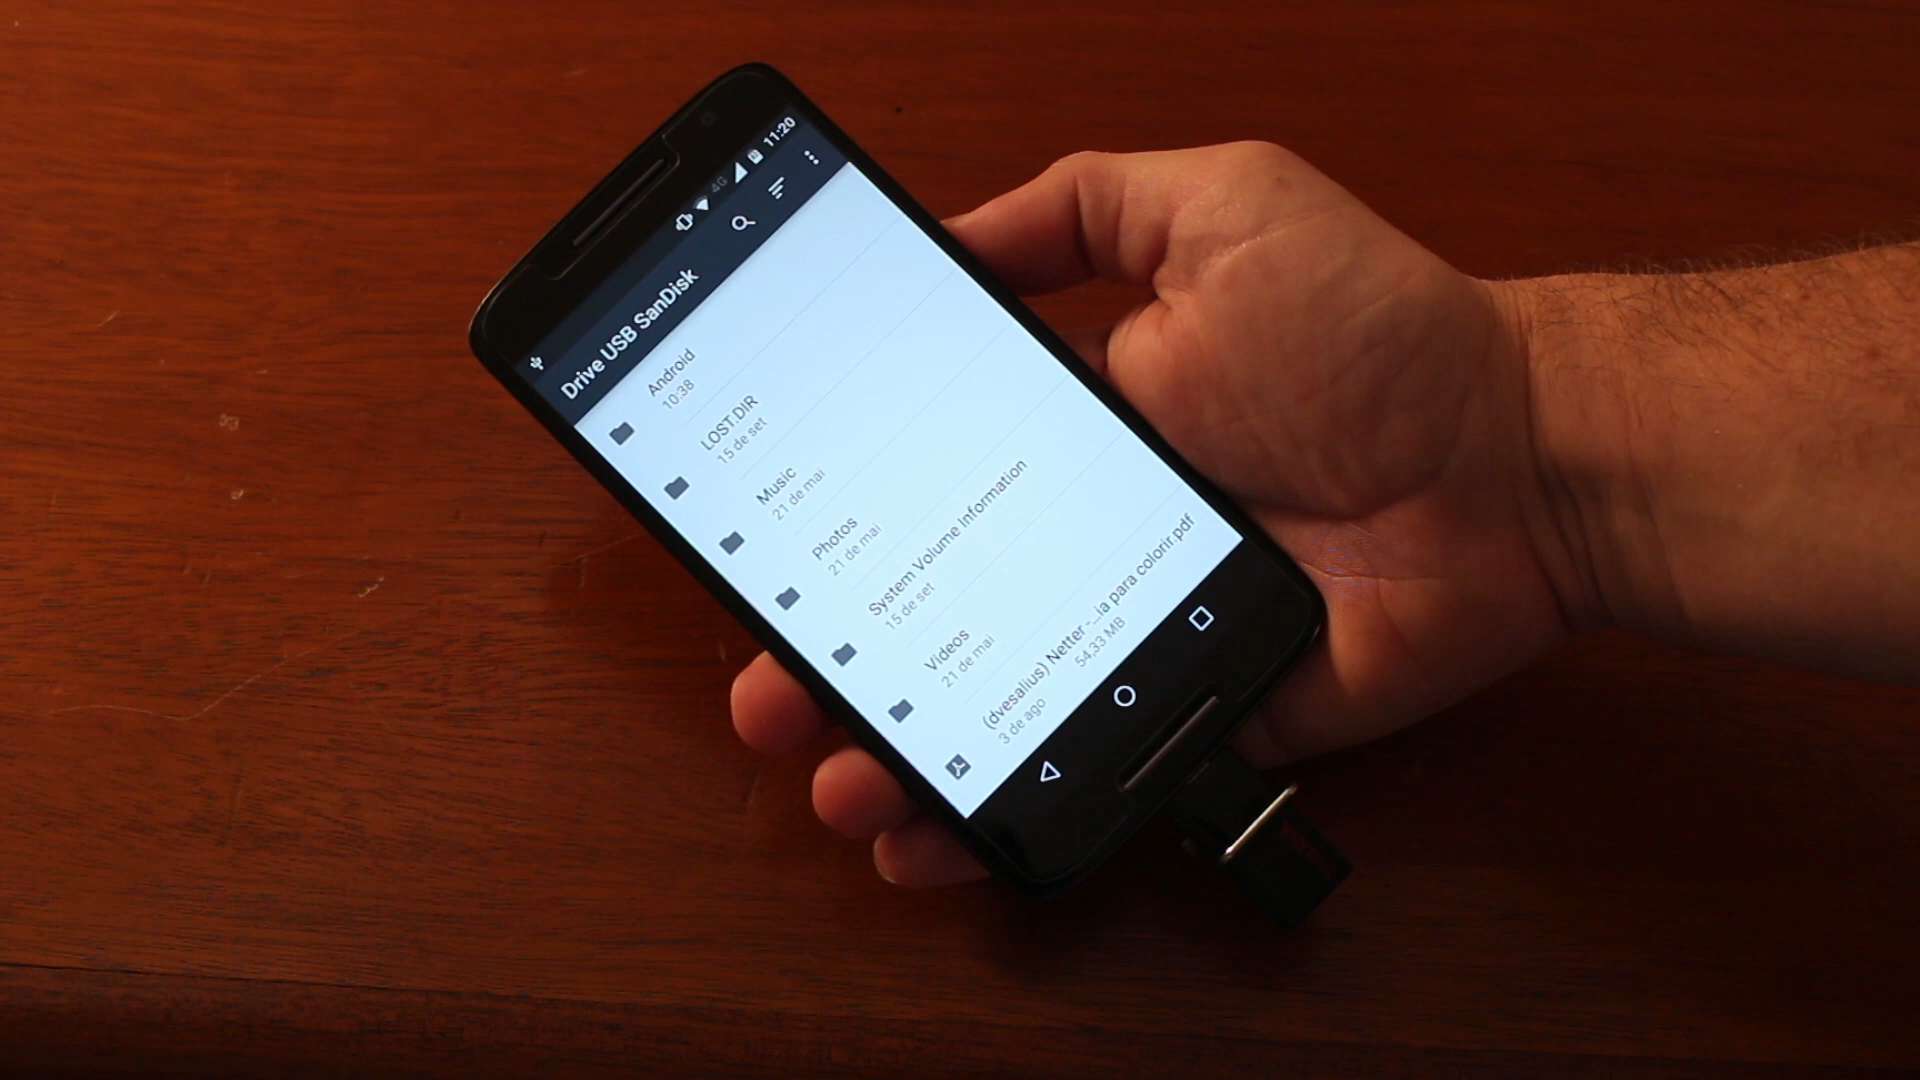 4G 11:20
Drive USB SanDisk
Android
10:38
LOST.DIR
15 de set
Music
21 de mai
Photos
21 de mai
System Volume Information
15 de set
Videos
21 de mai
(dvesalius) Netter -...ia para colorir.pdf
3 de ago 54,33 MB